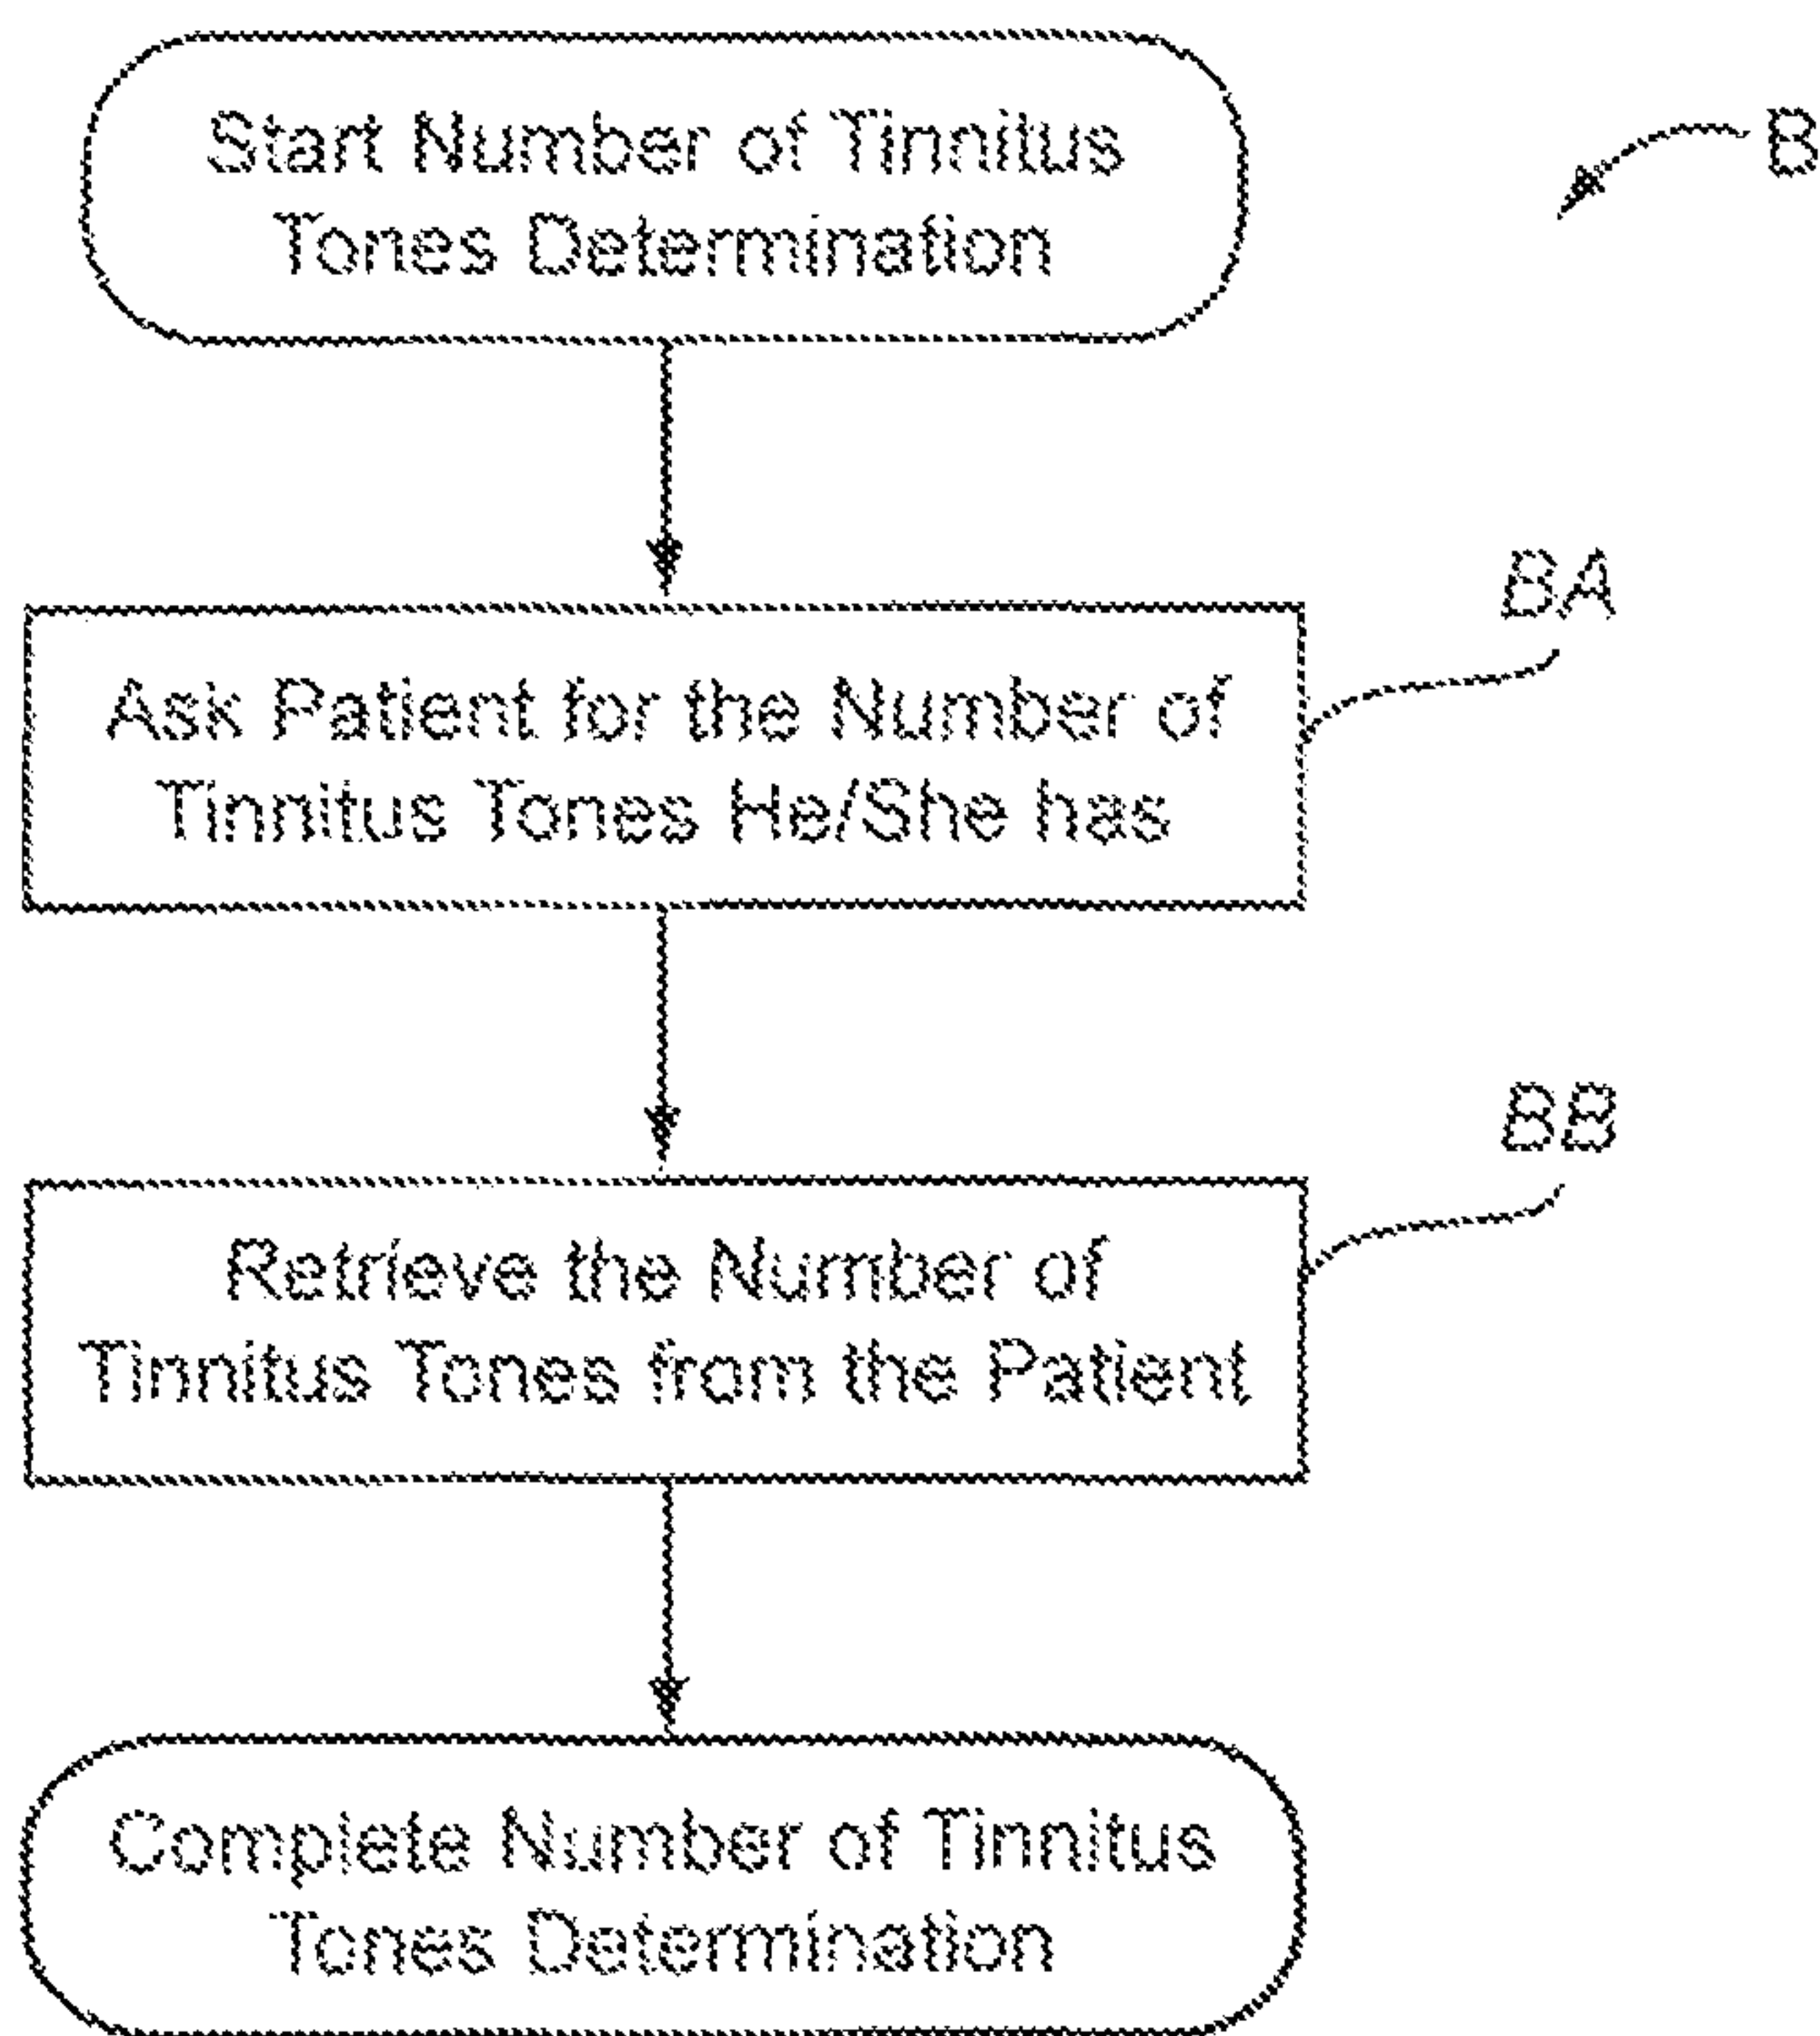 Start Number of Tinnitus
Tones Determination
B
Ask Patient for the Number of
Tinnitus Tones He/She has
BA
Retrieve the Number of
Tinnitus Tones from the Patient
BB
Complete Number of Tinnitus
Tones Determination